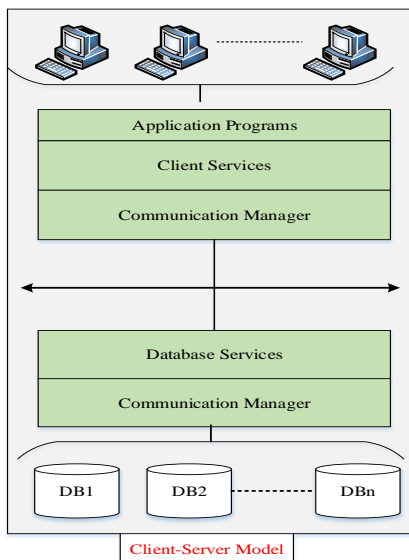 Application Programs
Client Services
Communication Manager
Database Services
Communication Manager
DB1
DB2
DBn
Client-Server Model